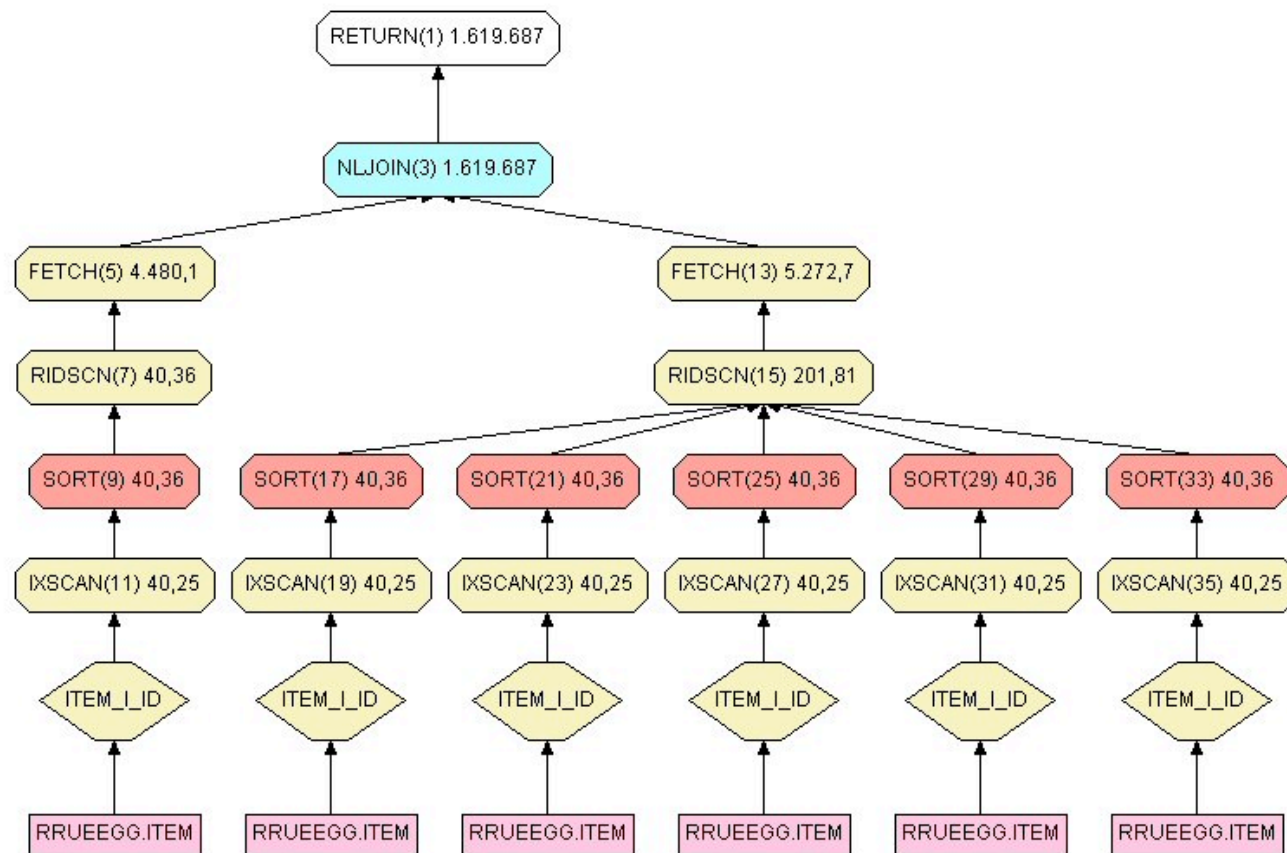 RETURN(1) 1.619.687
NLJOIN(3) 1.619.687
FETCH(5) 4.480,1
FETCH(13) 5.272,7
RIDSCN(7) 40,36
RIDSCN(15) 201,81
SORT(9) 40,36
SORT(17) 40,36
SORT(21) 40,36
SORT(25) 40,36
SORT(29) 40,36
SORT(33) 40,36
IXSCAN(11) 40,25
IXSCAN(19) 40,25
IXSCAN(23) 40,25
IXSCAN(27) 40,25
IXSCAN(31) 40,25
IXSCAN(35) 40,25
ITEM_I_ID
ITEM_I_ID
ITEM_I_ID
ITEM_I_ID
ITEM_I_ID
ITEM_I_ID
RRUEEGG.ITEM
RRUEEGG.ITEM
RRUEEGG.ITEM
RRUEEGG.ITEM
RRUEEGG.ITEM
RRUEEGG.ITEM